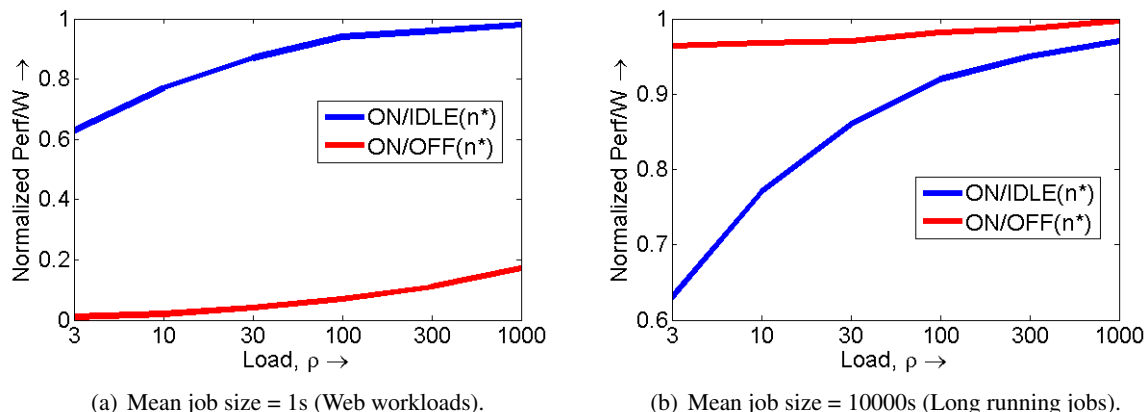 Normalized Perf/W →
1
0.8
0.6
0.4
0.2
0
ON/IDLE(n*)
ON/OFF(n*)
3 10 30 100 300 1000
Load, ρ →
(a) Mean job size = 1s (Web workloads).
Normalized Perf/W →
1
0.9
0.8
0.7
0.6
ON/IDLE(n*)
ON/OFF(n*)
3 10 30 100 300 1000
Load, ρ →
(b) Mean job size = 10000s (Long running jobs).